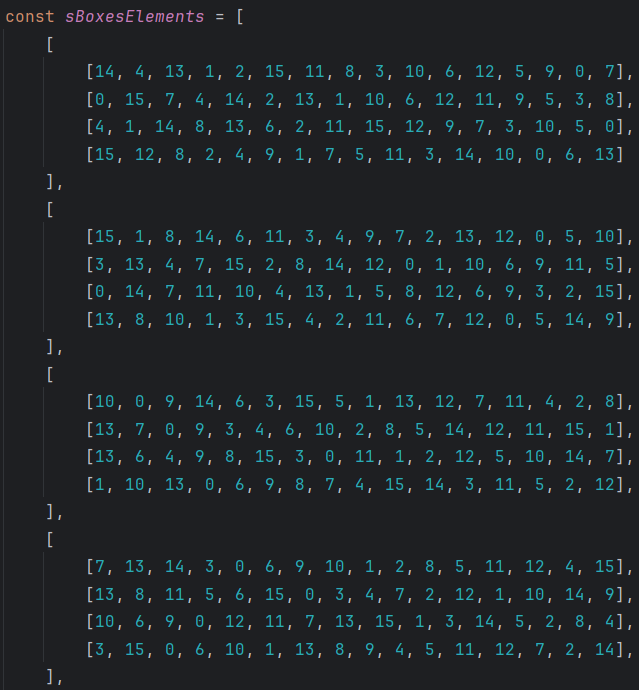 const sBoxesElements = [
[
[14, 4, 13, 1, 2, 15, 11, 8, 3, 10, 6, 12, 5, 9, 0, 7],
[0, 15, 7, 4, 14, 2, 13, 1, 10, 6, 12, 11, 9, 5, 3, 8],
[4, 1, 14, 8, 13, 6, 2, 11, 15, 12, 9, 7, 3, 10, 5, 0],
[15, 12, 8, 2, 4, 9, 1, 7, 5, 11, 3, 14, 10, 0, 6, 13]
],
[
[15, 1, 8, 14, 6, 11, 3, 4, 9, 7, 2, 13, 12, 0, 5, 10],
[3, 13, 4, 7, 15, 2, 8, 14, 12, 0, 1, 10, 6, 9, 11, 5],
[0, 14, 7, 11, 10, 4, 13, 1, 5, 8, 12, 6, 9, 3, 2, 15],
[13, 8, 10, 1, 3, 15, 4, 2, 11, 6, 7, 12, 0, 5, 14, 9],
],
[
[10, 0, 9, 14, 6, 3, 15, 5, 1, 13, 12, 7, 11, 4, 2, 8],
[13, 7, 0, 9, 3, 4, 6, 10, 2, 8, 5, 14, 12, 11, 15, 1],
[13, 6, 4, 9, 8, 15, 3, 0, 11, 1, 2, 12, 5, 10, 14, 7],
[1, 10, 13, 0, 6, 9, 8, 7, 4, 15, 14, 3, 11, 5, 2, 12],
],
[
[7, 13, 14, 3, 0, 6, 9, 10, 1, 2, 8, 5, 11, 12, 4, 15],
[13, 8, 11, 5, 6, 15, 0, 3, 4, 7, 2, 12, 1, 10, 14, 9],
[10, 6, 9, 0, 12, 11, 7, 13, 15, 1, 3, 14, 5, 2, 8, 4],
[3, 15, 0, 6, 10, 1, 13, 8, 9, 4, 5, 11, 12, 7, 2, 14],
],